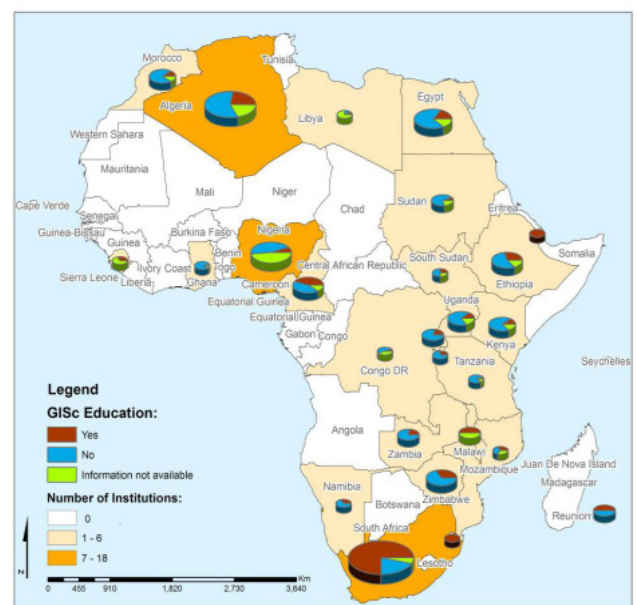 Morocco
Tunisia
Algeria
Libya
Egypt
Western Sahara
Mauritania
Mali
Niger
Chad
Sudan
Eritrea
Cape Verde
Senegal
Guinea-Bissau
Guinea
Burkina Faso
Benin
Nigeria
Togo
Ghana
Ivory Coast
Sierra Leone
Liberia
Cameroon
Central African Republic
South Sudan
Ethiopia
Somalia
Equatorial Guinea
Equatorial Guinea
Gabon
Congo
Uganda
Kenya
Congo DR
Tanzania
Seychelles
Angola
Zambia
Malawi
Mozambique
Juan De Nova Island
Madagascar
Reunion
Namibia
Botswana
Zimbabwe
South Africa
Lesotho
Legend
GISc Education:
Yes
No
Information not available
Number of Institutions:
0
1 - 6
7 - 18
N
0 455 910 1,820 2,730 3,640 Km